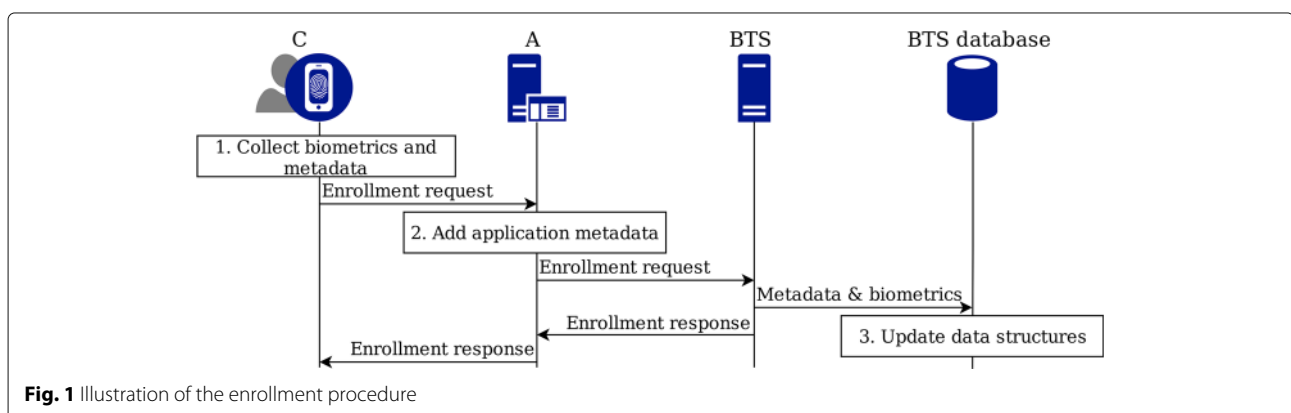 C
A
BTS
BTS database
1. Collect biometrics and
metadata
Enrollment request
2. Add application metadata
Enrollment request
Metadata & biometrics
Enrollment response
3. Update data structures
Enrollment response
Fig. 1 Illustration of the enrollment procedure